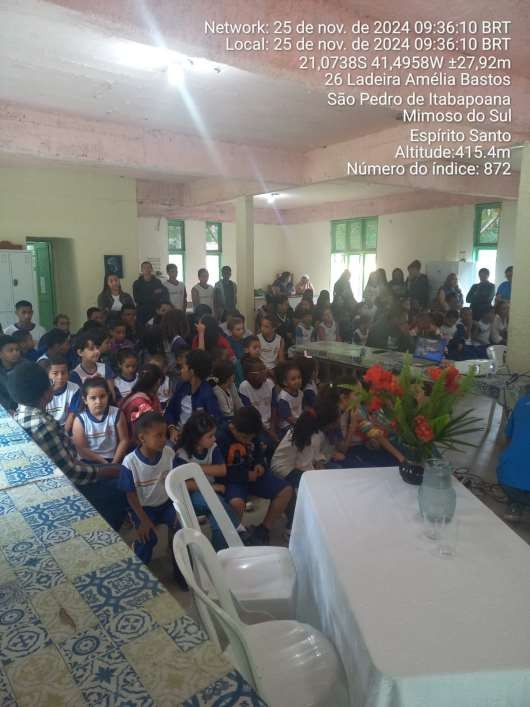 Network: 25 de nov. de 2024 09:36:10 BRT
Local: 25 de nov. de 2024 09:36:10 BRT
21,0738S 41,4958W ±27,92m
26 Ladeira Amélia Bastos
São Pedro de Itabapoana
Mimoso do Sul
Espírito Santo
Altitude:415.4m
Número do índice: 872